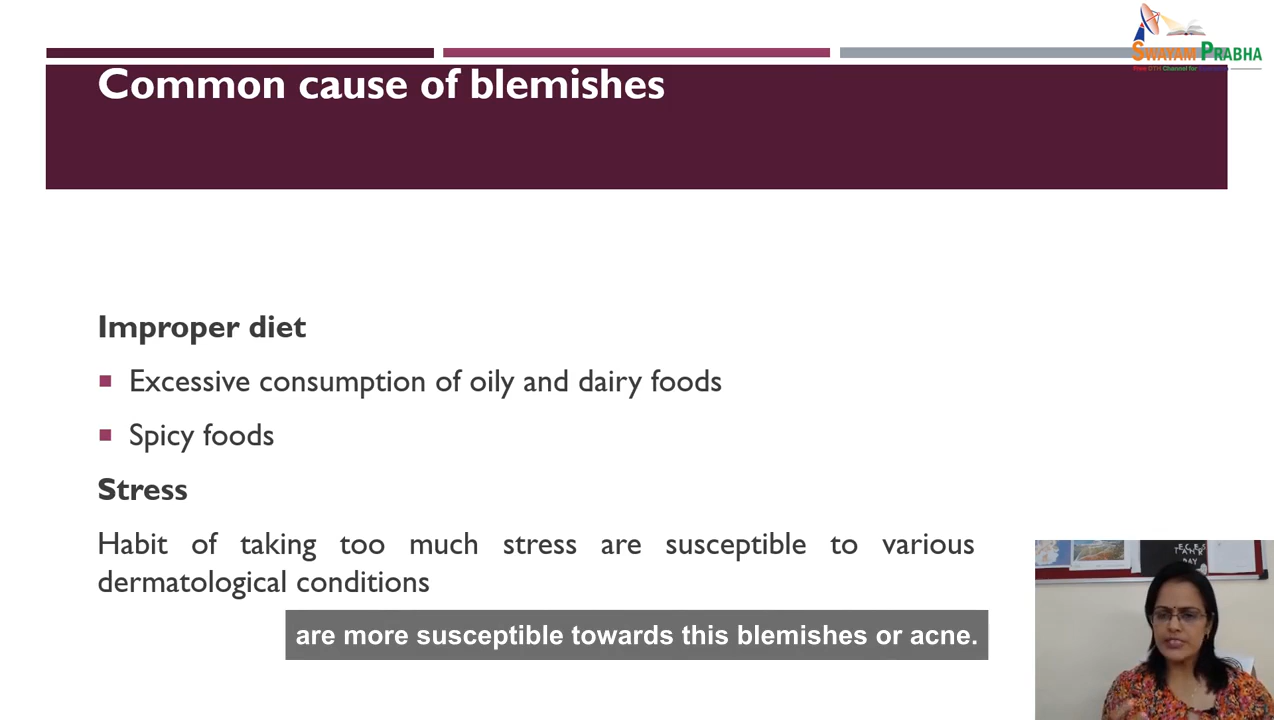 SWAYAM PRABHA
Common cause of blemishes
Improper diet
Excessive consumption of oily and dairy foods
Spicy foods
Stress
Habit of taking too much stress are susceptible to various
dermatological conditions
are more susceptible towards this blemishes or acne.